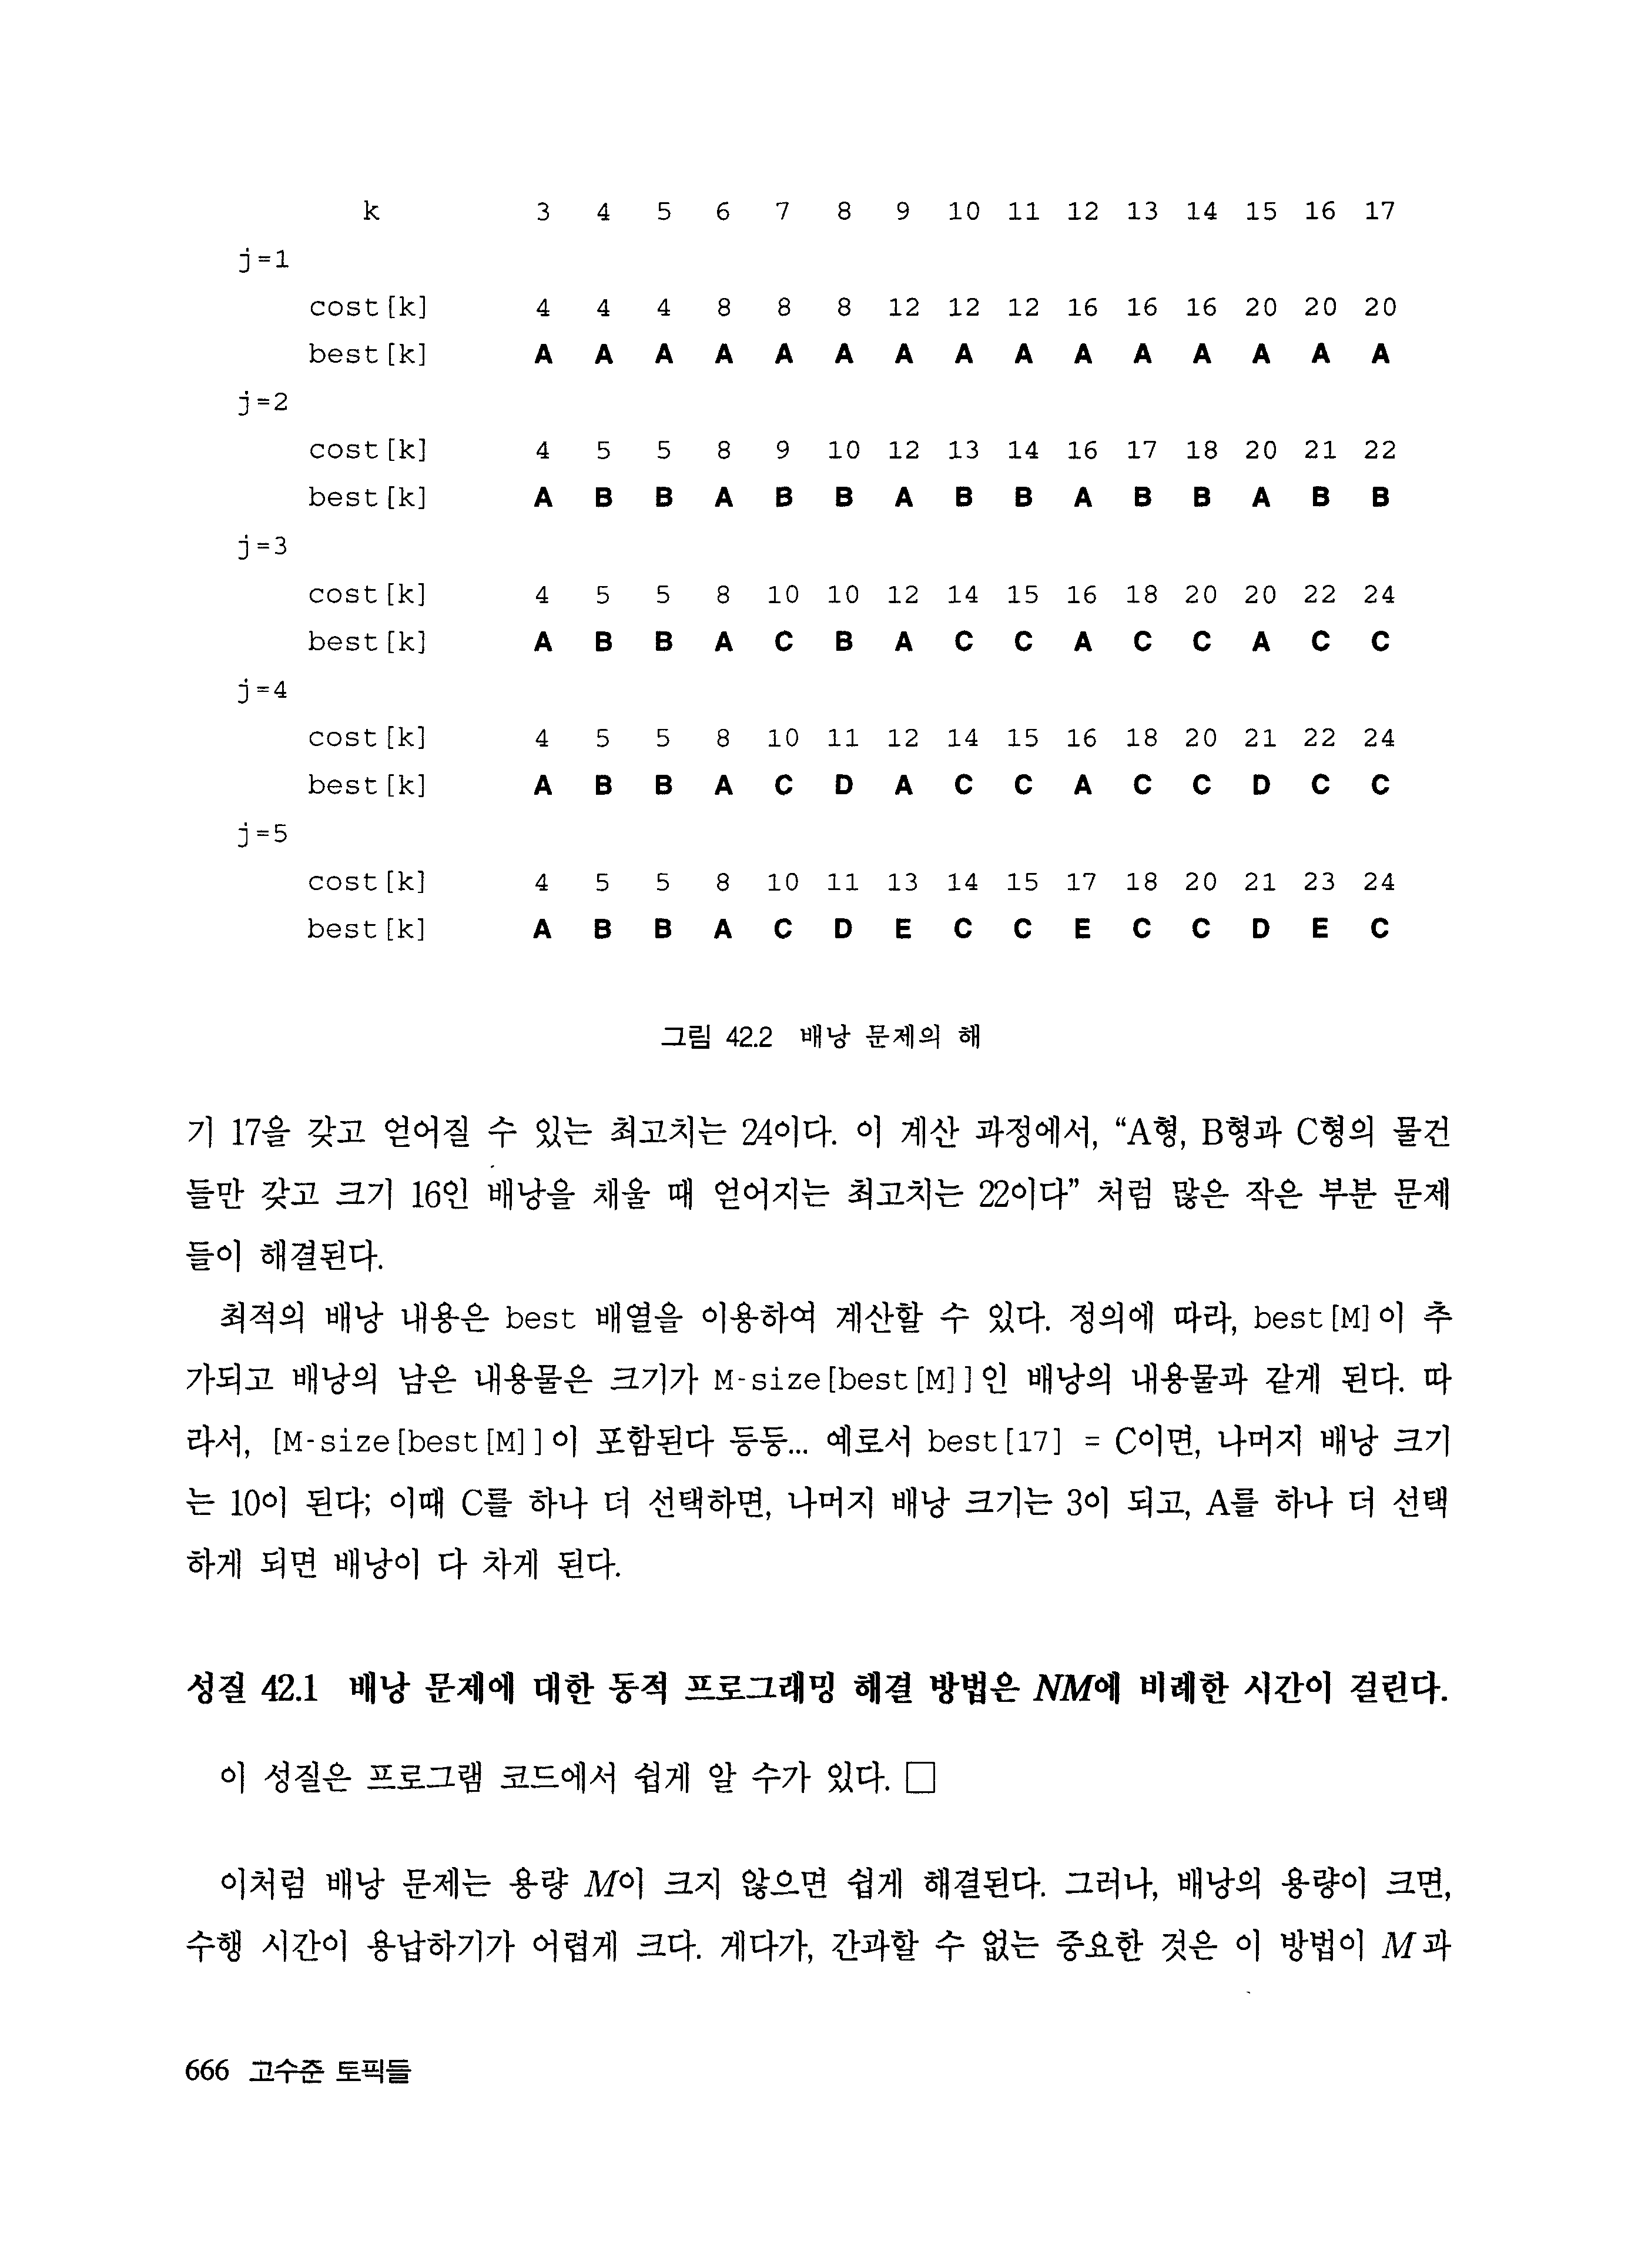 k 3 4 5 6 7 8 9 10 11 12 13 14 15 16 17
j=1
cost[k] 4 4 4 8 8 8 12 12 12 16 16 16 20 20 20
best[k] A A A A A A A A A A A A A A A
j=2
cost[k] 4 5 5 8 9 10 12 13 14 16 17 18 20 21 22
best[k] A B B A B B A B B A B B A B B
j=3
cost[k] 4 5 5 8 10 10 12 14 15 16 18 20 20 22 24
best[k] A B B A C B A C C A C C A C C
j=4
cost[k] 4 5 5 8 10 11 12 14 15 16 18 20 21 22 24
best[k] A B B A C D A C C A C C D C C
j=5
cost[k] 4 5 5 8 10 11 13 14 15 17 18 20 21 23 24
best[k] A B B A C D E C C E C C D E C
그림 42.2 배낭 문제의 해
기 17을 갖고 얻어질 수 있는 최고치는 24이다. 이 계산 과정에서, “A형, B형과 C형의 물건
들만 갖고 크기 16인 배낭을 채울 때 얻어지는 최고치는 22이다” 처럼 많은 작은 부분 문제
들이 해결된다.
최적의 배낭 내용은 best 배열을 이용하여 계산할 수 있다. 정의에 따라, best[M]이 추
가되고 배낭의 남은 내용물은 크기가 M-size[best[M]]인 배낭의 내용물과 같게 된다. 따
라서, [M-size[best[M]]이 포함된다 등등... 예로서 best[17] = C이면, 나머지 배낭 크기
는 10이 된다; 이때 C를 하나 더 선택하면, 나머지 배낭 크기는 3이 되고, A를 하나 더 선택
하게 되면 배낭이 다 차게 된다.
성질 42.1 배낭 문제에 대한 동적 프로그래밍 해결 방법은 NM에 비례한 시간이 걸린다.
이 성질은 프로그램 코드에서 쉽게 알 수가 있다. □
이처럼 배낭 문제는 용량 M이 크지 않으면 쉽게 해결된다. 그러나, 배낭의 용량이 크면,
수행 시간이 용납하기가 어렵게 크다. 게다가, 간과할 수 없는 중요한 것은 이 방법이 M과
666 고수준 토픽들